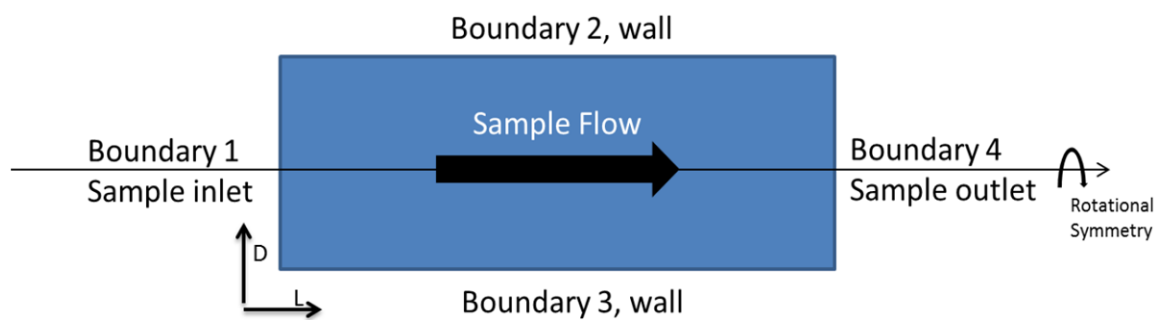 Boundary 2, wall
Sample Flow
Boundary 1
Sample inlet
Boundary 4
Sample outlet
Rotational
Symmetry
D
L
Boundary 3, wall